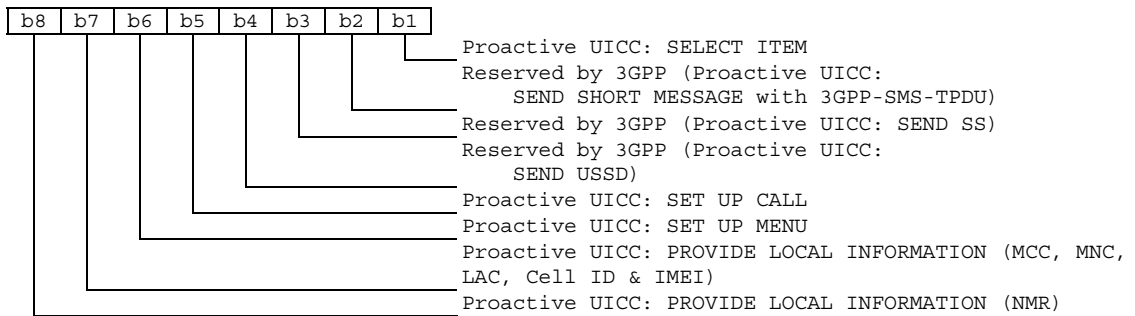 b8 b7 b6 b5 b4 b3 b2 b1
Proactive UICC: SELECT ITEM
Reserved by 3GPP (Proactive UICC:
SEND SHORT MESSAGE with 3GPP-SMS-TPDU)
Reserved by 3GPP (Proactive UICC: SEND SS)
Reserved by 3GPP (Proactive UICC:
SEND USSD)
Proactive UICC: SET UP CALL
Proactive UICC: SET UP MENU
Proactive UICC: PROVIDE LOCAL INFORMATION (MCC, MNC,
LAC, Cell ID & IMEI)
Proactive UICC: PROVIDE LOCAL INFORMATION (NMR)